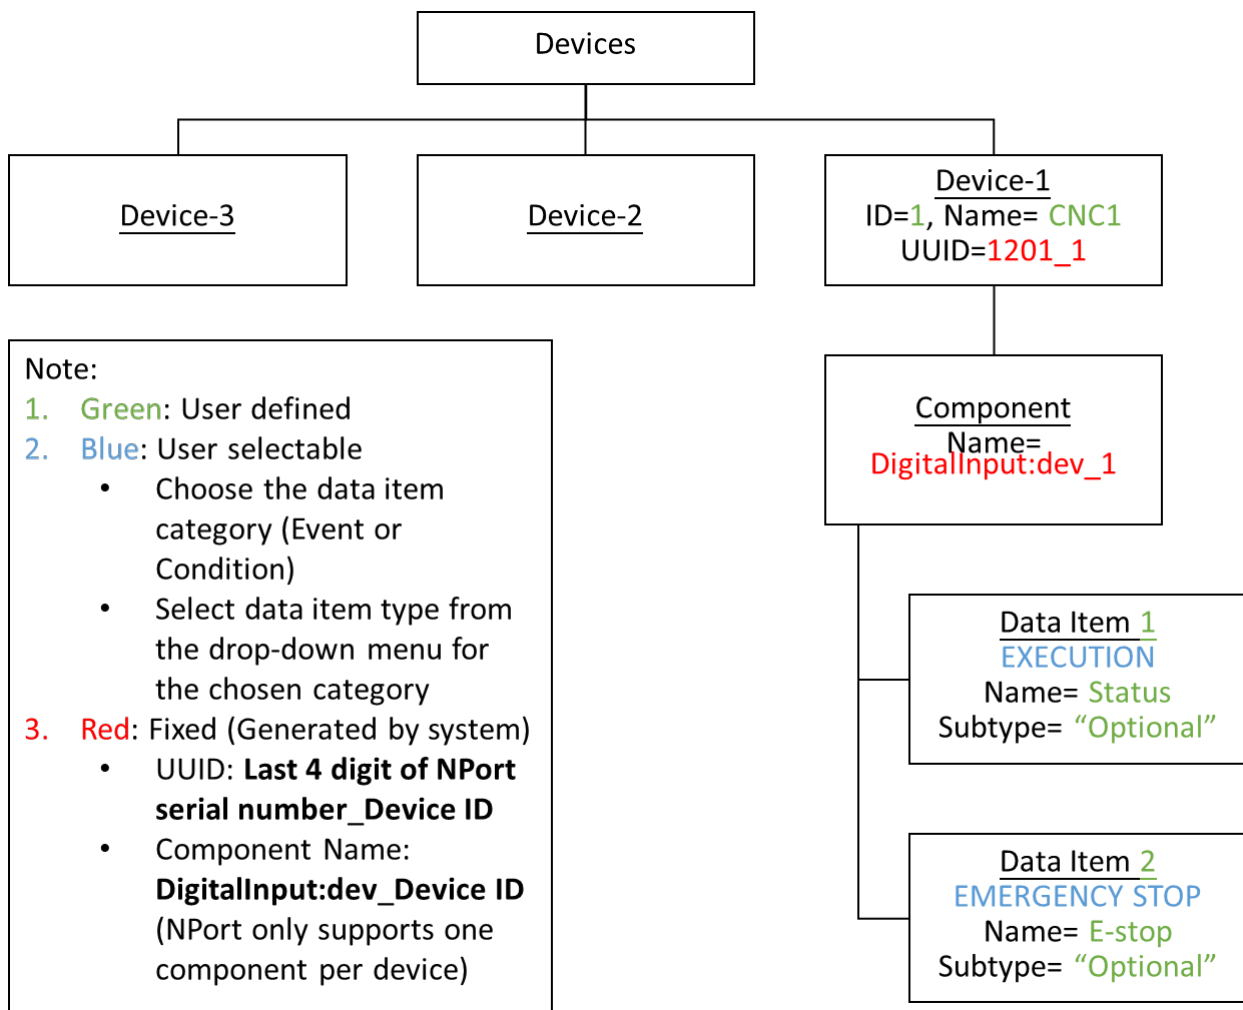 Devices
Device-3
Device-2
Device-1
ID=1, Name= CNC1
UUID=1201_1
Note:
1. Green: User defined
2. Blue: User selectable
• Choose the data item
category (Event or
Condition)
• Select data item type from
the drop-down menu for
the chosen category
3. Red: Fixed (Generated by system)
• UUID: Last 4 digit of NPort
serial number_Device ID
• Component Name:
DigitalInput:dev_Device ID
(NPort only supports one
component per device)
Component
Name=
DigitalInput:dev_1
Data Item 1
EXECUTION
Name= Status
Subtype= “Optional”
Data Item 2
EMERGENCY STOP
Name= E-stop
Subtype= “Optional”